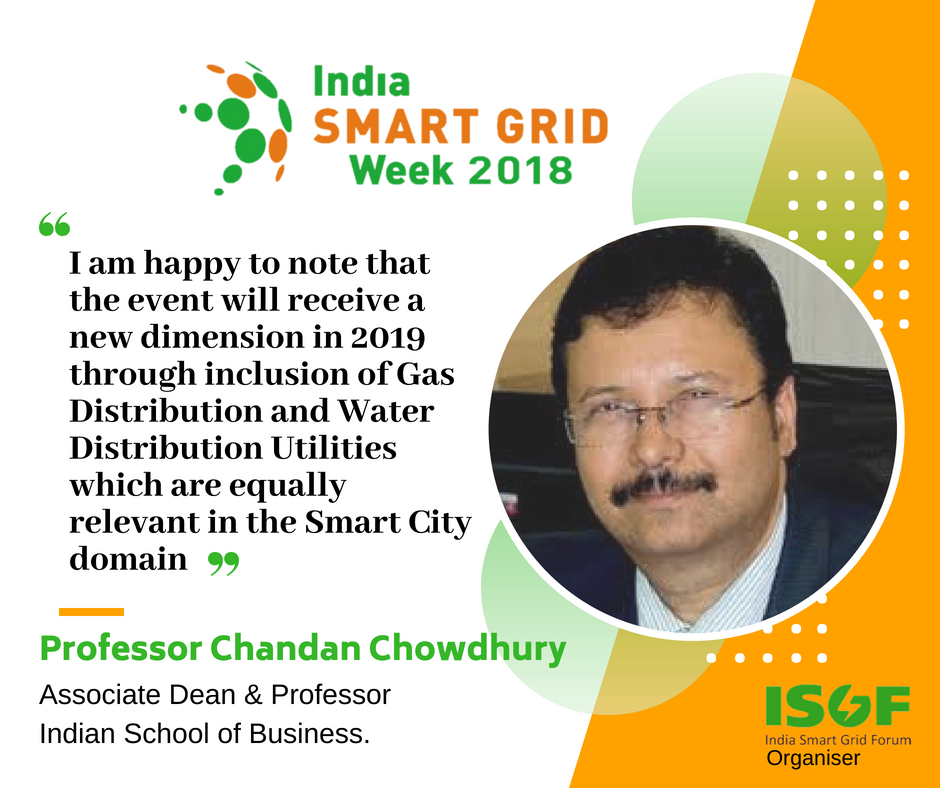 India
SMART GRID
Week 2018
“
I am happy to note that
the event will receive a
new dimension in 2019
through inclusion of Gas
Distribution and Water
Distribution Utilities
which are equally
relevant in the Smart City
domain ”
Professor Chandan Chowdhury
Associate Dean & Professor
Indian School of Business.
ISGF
India Smart Grid Forum
Organiser